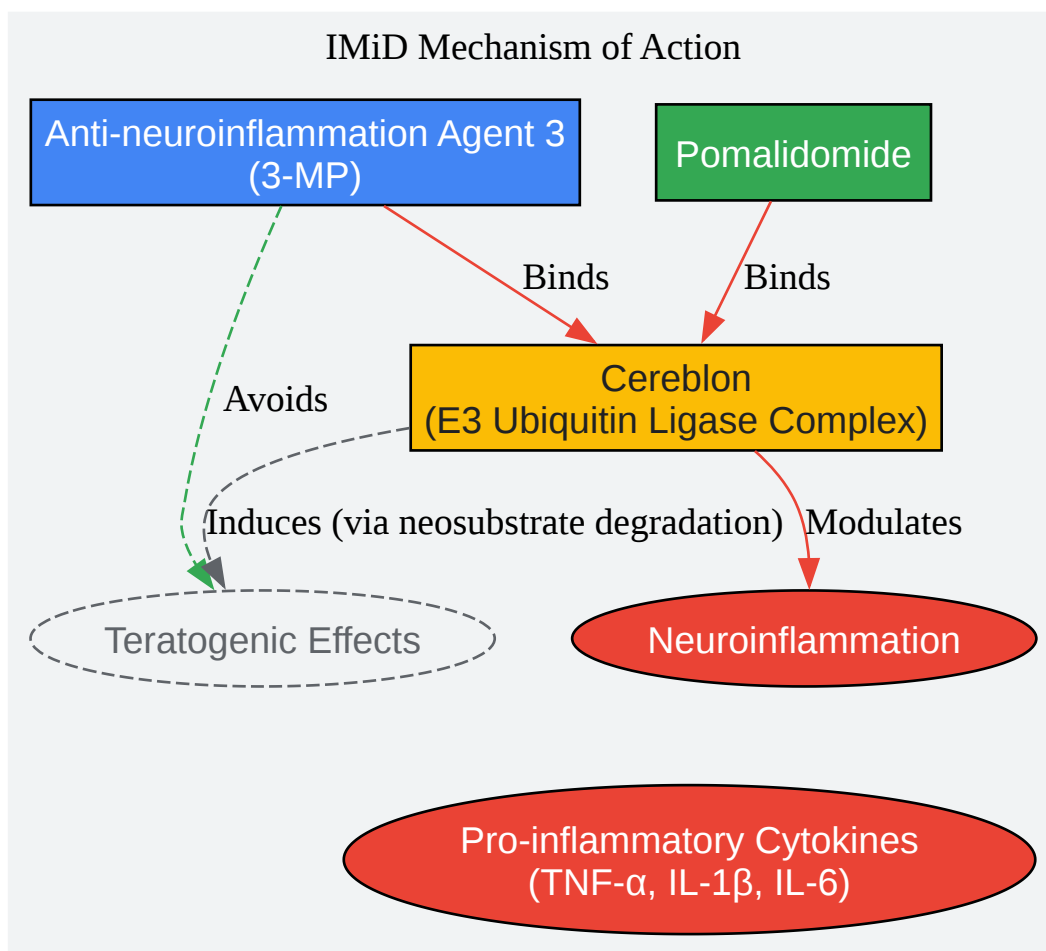 IMiD Mechanism of Action
Anti-neuroinflammation Agent 3
(3-MP)
Pomalidomide
Binds
Binds
Cereblon
(E3 Ubiquitin Ligase Complex)
Avoids
Induces (via neosubstrate degradation)
Modulates
Teratogenic Effects
Neuroinflammation
Pro-inflammatory Cytokines
(TNF-α, IL-1β, IL-6)